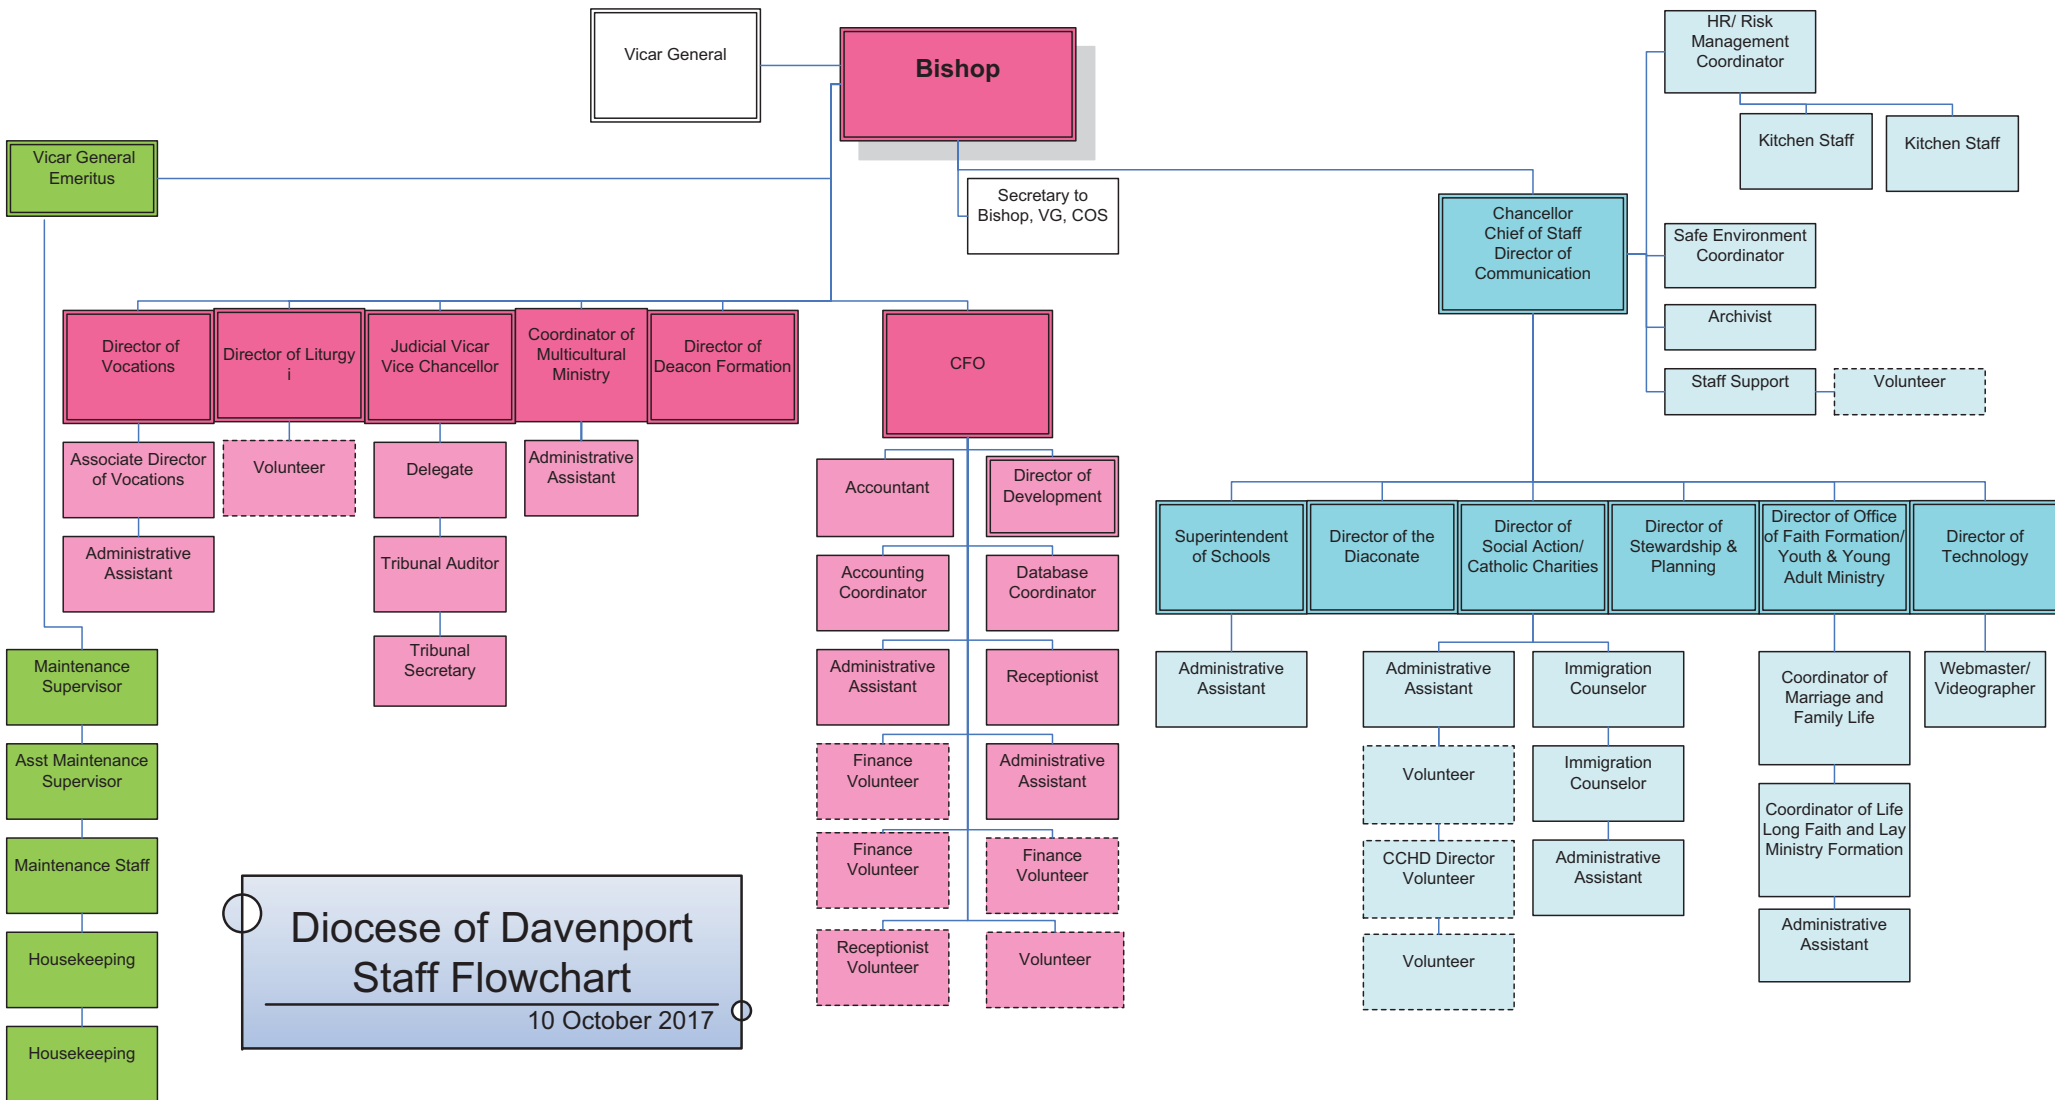 Vicar General
Bishop
HR/ Risk
Management
Coordinator
Kitchen Staff
Kitchen Staff
Vicar General
Emeritus
Secretary to
Bishop, VG, COS
Chancellor
Chief of Staff
Director of
Communication
Safe Environment
Coordinator
Archivist
Staff Support
Volunteer
Director of
Vocations
Director of Liturgy
i
Judicial Vicar
Vice Chancellor
Coordinator of
Multicultural
Ministry
Director of
Deacon Formation
CFO
Associate Director
of Vocations
Volunteer
Delegate
Administrative
Assistant
Accountant
Director of
Development
Administrative
Assistant
Tribunal Auditor
Accounting
Coordinator
Database
Coordinator
Tribunal
Secretary
Administrative
Assistant
Receptionist
Finance
Volunteer
Administrative
Assistant
Finance
Volunteer
Finance
Volunteer
Receptionist
Volunteer
Volunteer
Superintendent
of Schools
Director of the
Diaconate
Director of
Social Action/
Catholic Charities
Director of
Stewardship &
Planning
Director of Office
of Faith Formation/
Youth & Young
Adult Ministry
Director of
Technology
Administrative
Assistant
Administrative
Assistant
Immigration
Counselor
Coordinator of
Marriage and
Family Life
Webmaster/
Videographer
Volunteer
Immigration
Counselor
Coordinator of Life
Long Faith and Lay
Ministry Formation
CCHD Director
Volunteer
Administrative
Assistant
Administrative
Assistant
Volunteer
Maintenance
Supervisor
Asst Maintenance
Supervisor
Maintenance Staff
Housekeeping
Housekeeping
Diocese of Davenport
Staff Flowchart
10 October 2017